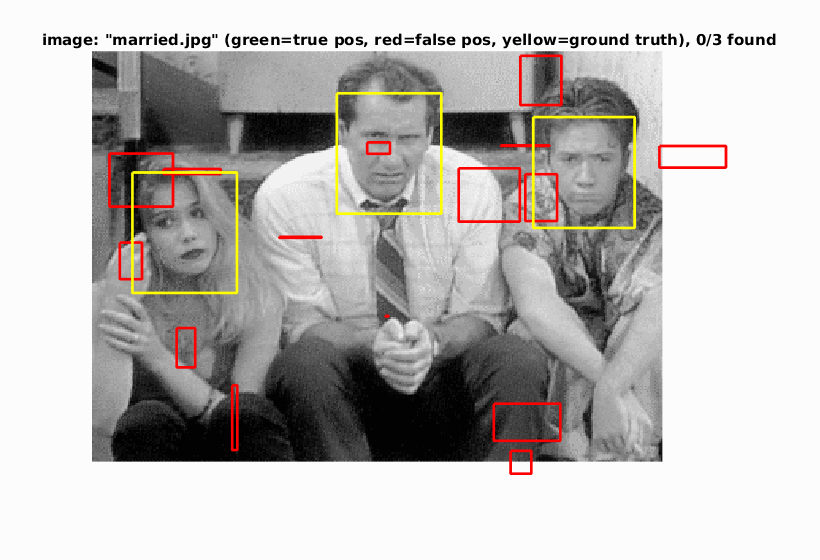 image: "married.jpg" (green=true pos, red=false pos, yellow=ground truth), 0/3 found